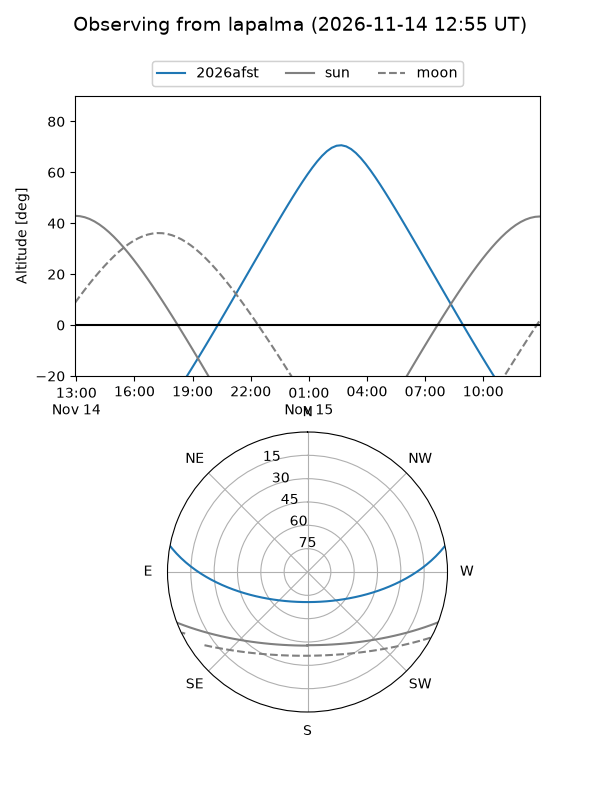 Observing from lapalma (2026-11-14 12:55 UT)
2026afst sun moon
80
60
40
20
0
−20
Altitude [deg]
13:00 16:00 19:00 22:00 01:00 04:00 07:00 10:00
Nov 14 Nov 15
N
NE NW
15
30
45
60
75
E W
SE SW
S